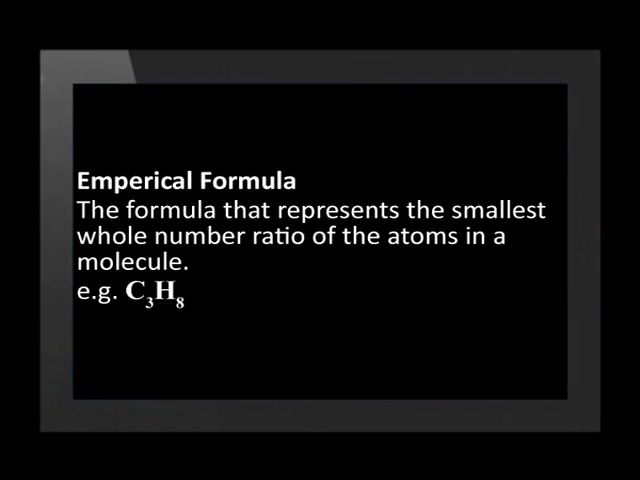 Emperical Formula
The formula that represents the smallest
whole number ratio of the atoms in a
molecule.
e.g. C₃H₈